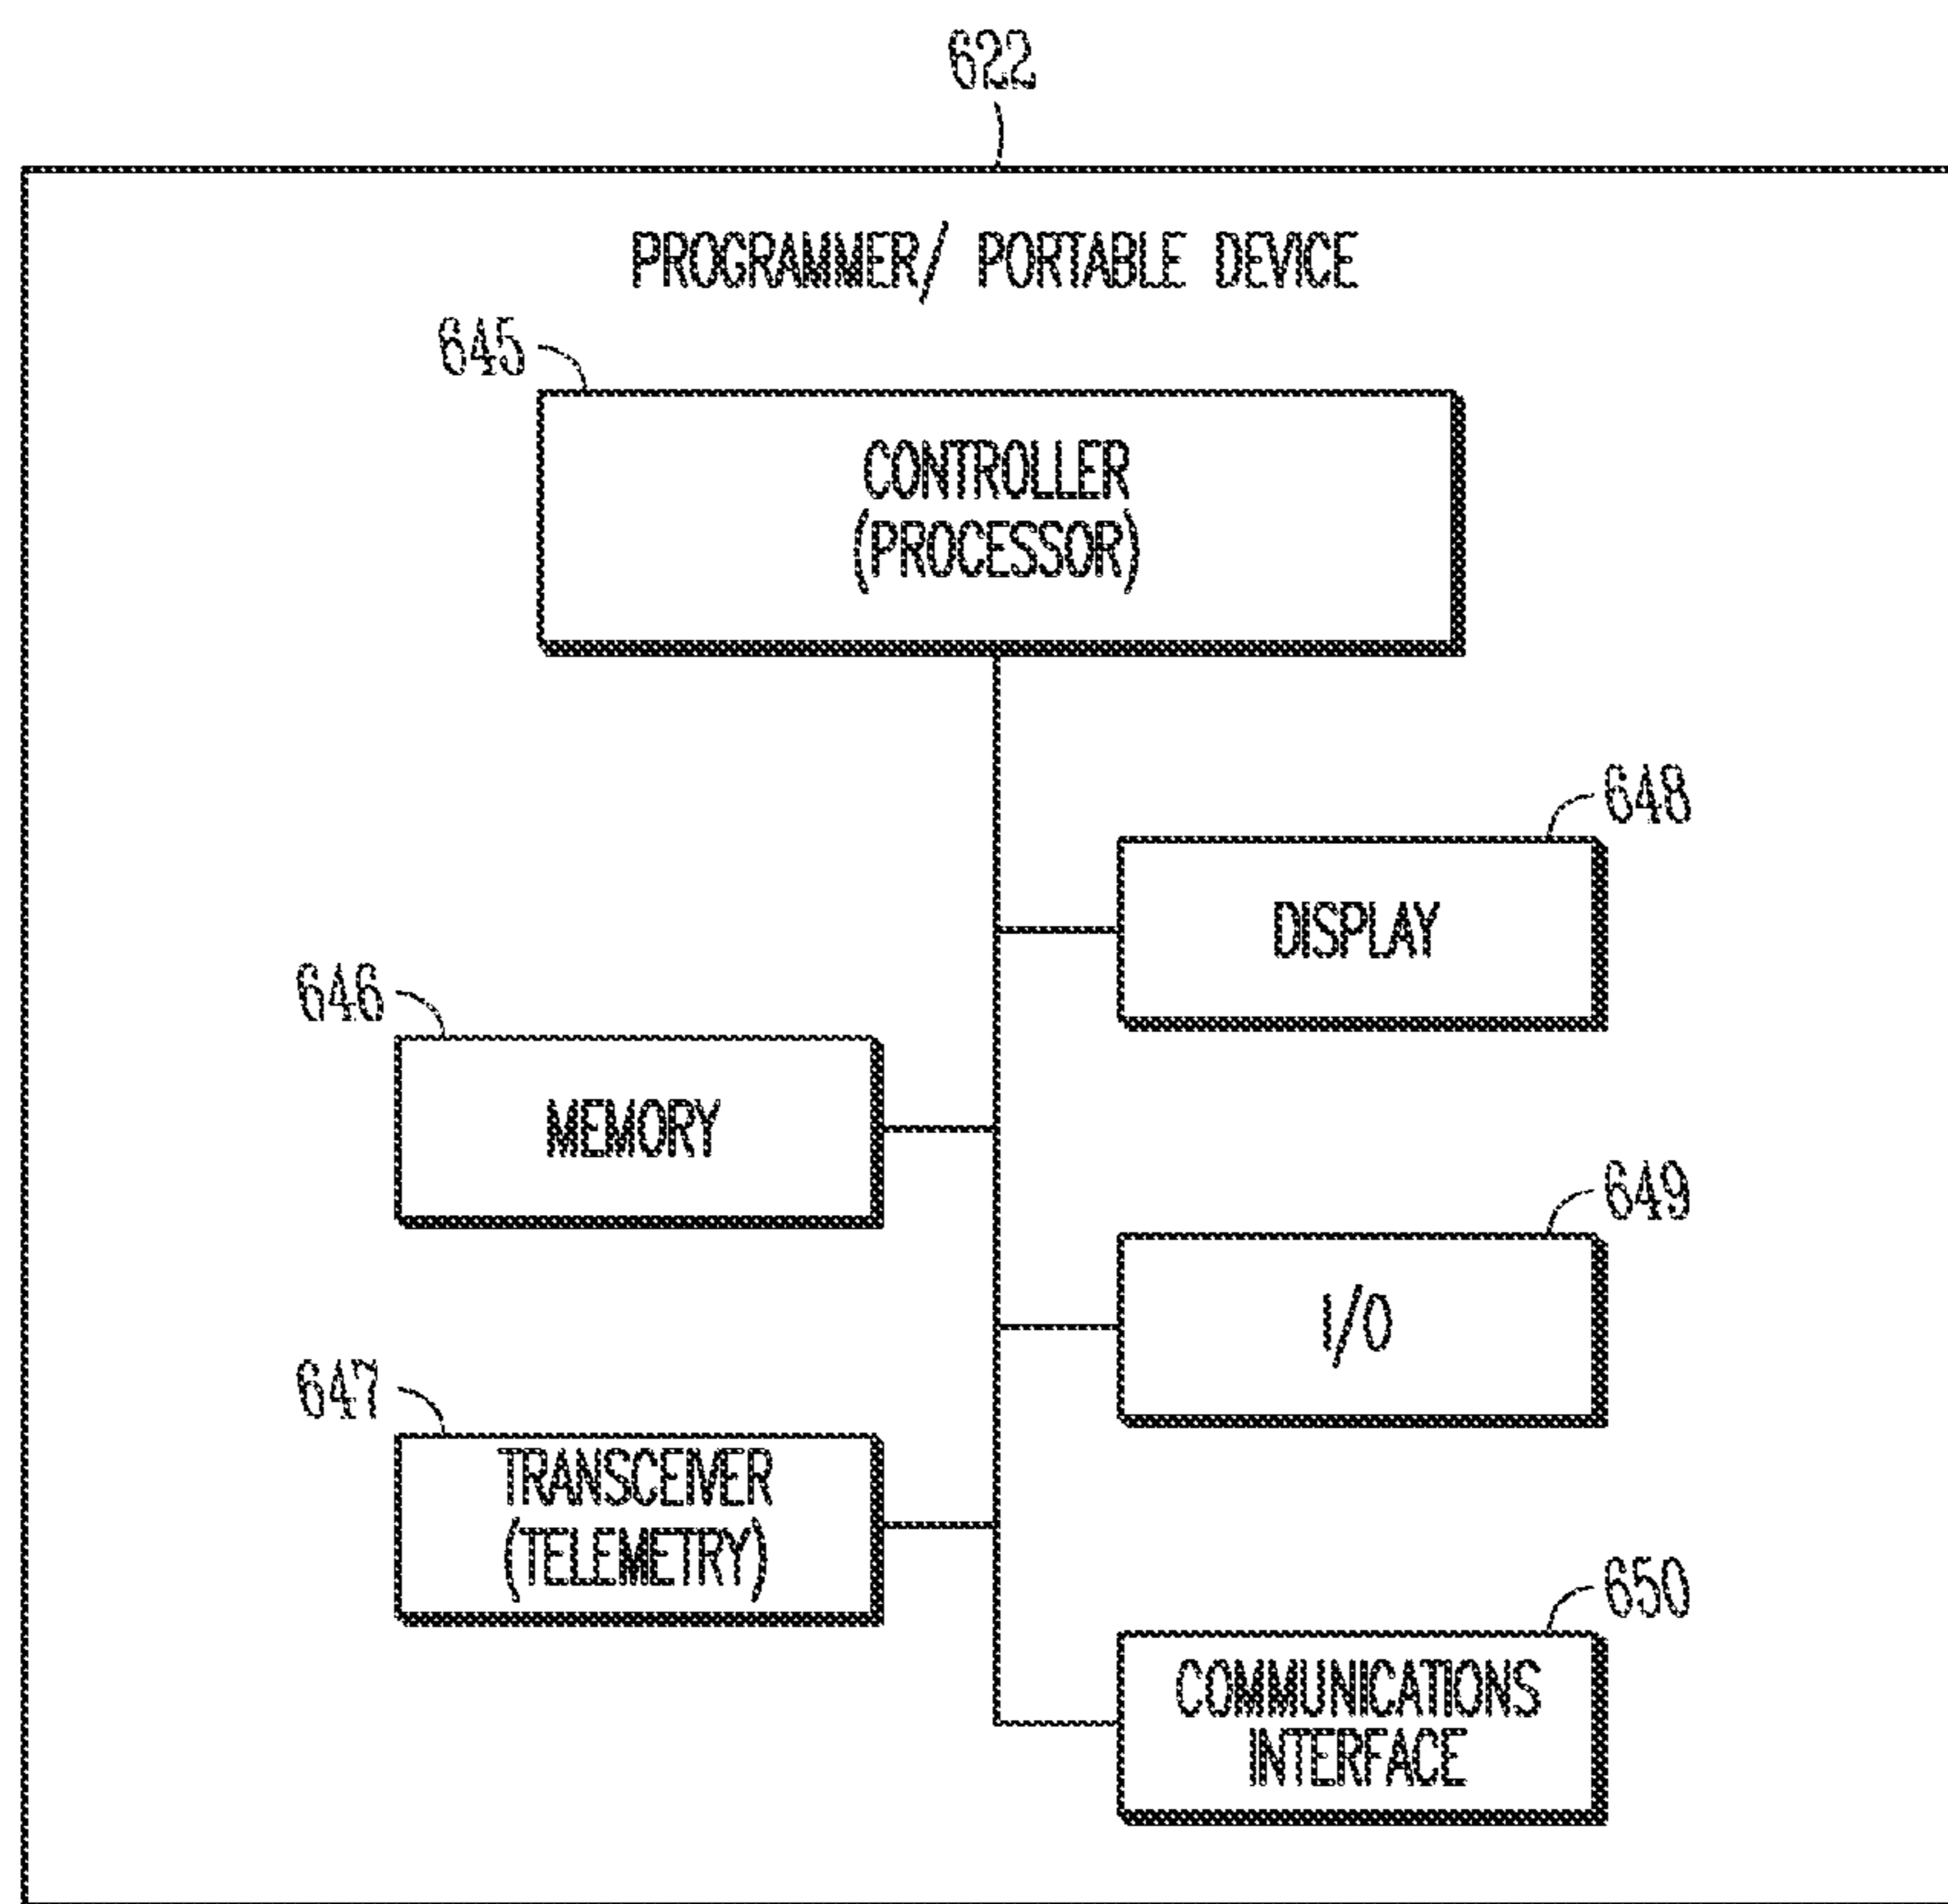 622
PROGRAMMER/ PORTABLE DEVICE
645
CONTROLLER
(PROCESSOR)
648
DISPLAY
646
MEMORY
649
I/O
647
TRANSCEIVER
(TELEMETRY)
650
COMMUNICATIONS
INTERFACE